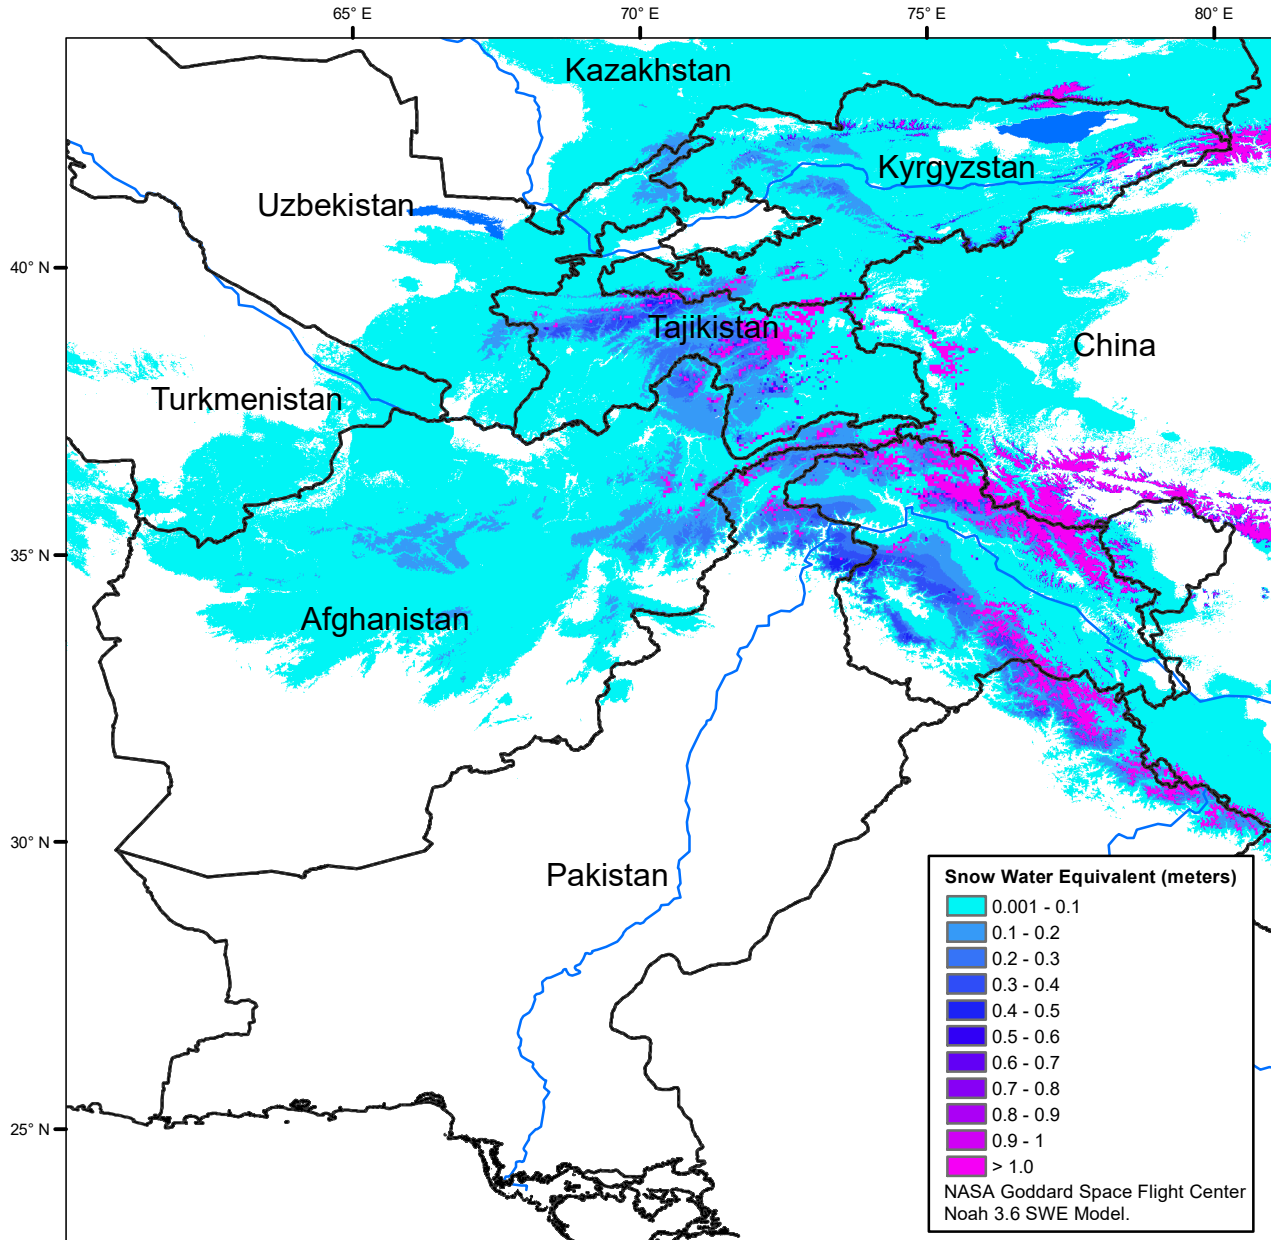 65° E
70° E
75° E
80° E
Kazakhstan
Kyrgyzstan
Uzbekistan
40° N
Tajikistan
China
Turkmenistan
35° N
Afghanistan
30° N
Pakistan
25° N
Snow Water Equivalent (meters)
0.001 - 0.1
0.1 - 0.2
0.2 - 0.3
0.3 - 0.4
0.4 - 0.5
0.5 - 0.6
0.6 - 0.7
0.7 - 0.8
0.8 - 0.9
0.9 - 1
> 1.0
NASA Goddard Space Flight Center
Noah 3.6 SWE Model.